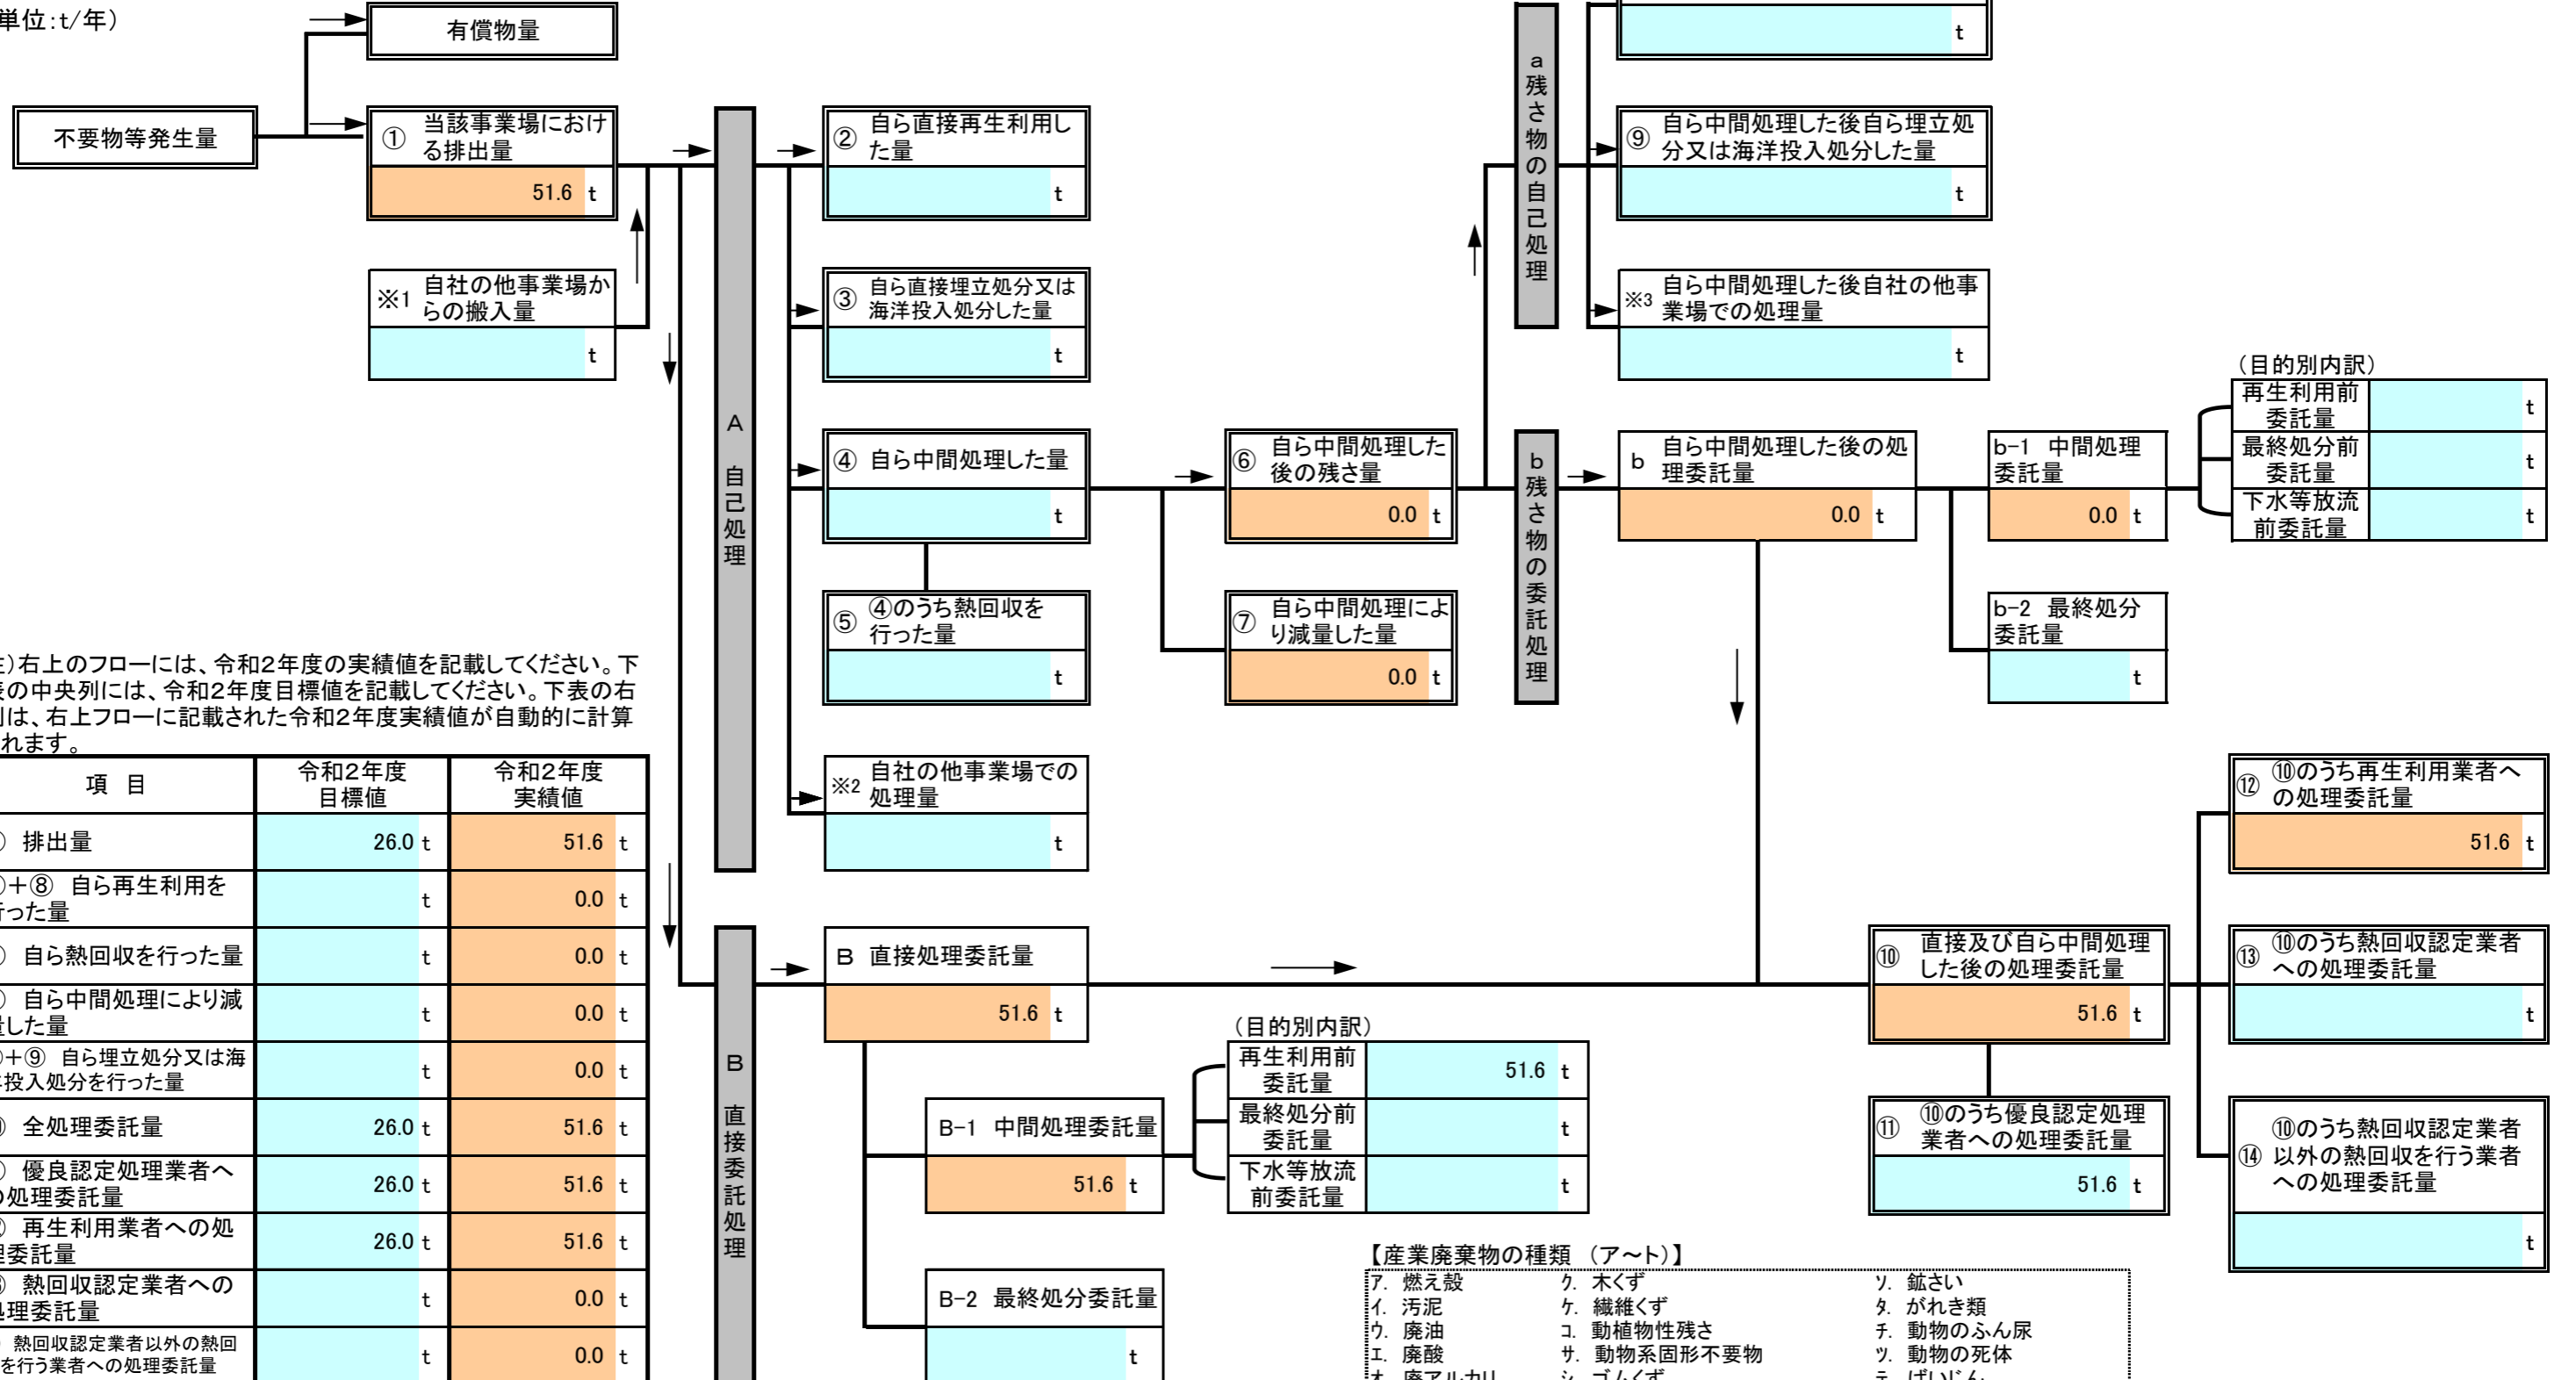 単位:t/年)
有償物量
不要物等発生量
① 当該事業場におけ
る排出量
51.6 t
※1 自社の他事業場か
らの搬入量
t
A 自己処理
② 自ら直接再生利用し
た量
t
③ 自ら直接埋立処分又は
海洋投入処分した量
t
④ 自ら中間処理した量
t
⑤ ④のうち熱回収を
行った量
t
※2 自社の他事業場での
処理量
t
⑥ 自ら中間処理した
後の残さ量
0.0 t
⑦ 自ら中間処理によ
り減量した量
0.0 t
a残さ物の自己処理
t
⑨ 自ら中間処理した後自ら埋立処
分又は海洋投入処分した量
t
※3 自ら中間処理した後自社の他事
業場での処理量
t
b残さ物の委託処理
b 自ら中間処理した後の処
理委託量
0.0 t
b-1 中間処理
委託量
0.0 t
b-2 最終処分
委託量
t
(目的別内訳)
再生利用前
委託量
t
最終処分前
委託量
t
下水等放流
前委託量
t
)右上のフローには、令和2年度の実績値を記載してください。下
表の中央列には、令和2年度目標値を記載してください。下表の右
列は、右上フローに記載された令和2年度実績値が自動的に計算
れます。
項 目
令和2年度
目標値
令和2年度
実績値
排出量
26.0 t
51.6 t
+⑧ 自ら再生利用を
行った量
t
0.0 t
自ら熱回収を行った量
t
0.0 t
自ら中間処理により減
量した量
t
0.0 t
+⑨ 自ら埋立処分又は海
洋投入処分を行った量
t
0.0 t
全処理委託量
26.0 t
51.6 t
優良認定処理業者へ
の処理委託量
26.0 t
51.6 t
再生利用業者への処
理委託量
26.0 t
51.6 t
熱回収認定業者への
処理委託量
t
0.0 t
熱回収認定業者以外の熱回
を行う業者への処理委託量
t
0.0 t
B 直接委託処理
B 直接処理委託量
51.6 t
B-1 中間処理委託量
51.6 t
B-2 最終処分委託量
t
(目的別内訳)
再生利用前
委託量
51.6 t
最終処分前
委託量
t
下水等放流
前委託量
t
⑩ 直接及び自ら中間処理
した後の処理委託量
51.6 t
⑪ ⑩のうち優良認定処理
業者への処理委託量
51.6 t
⑫ ⑩のうち再生利用業者へ
の処理委託量
51.6 t
⑬ ⑩のうち熱回収認定業者
への処理委託量
t
⑭ ⑩のうち熱回収認定業者
以外の熱回収を行う業者
への処理委託量
t
【産業廃棄物の種類 (ア~ト)】
ア. 燃え殻 ク. 木くず ソ. 鉱さい
イ. 汚泥 ケ. 繊維くず タ. がれき類
ウ. 廃油 コ. 動植物性残さ チ. 動物のふん尿
エ. 廃酸 サ. 動物系固形不要物 ツ. 動物の死体
オ. 廃アルカリ シ. ゴムくず テ. ばいじん